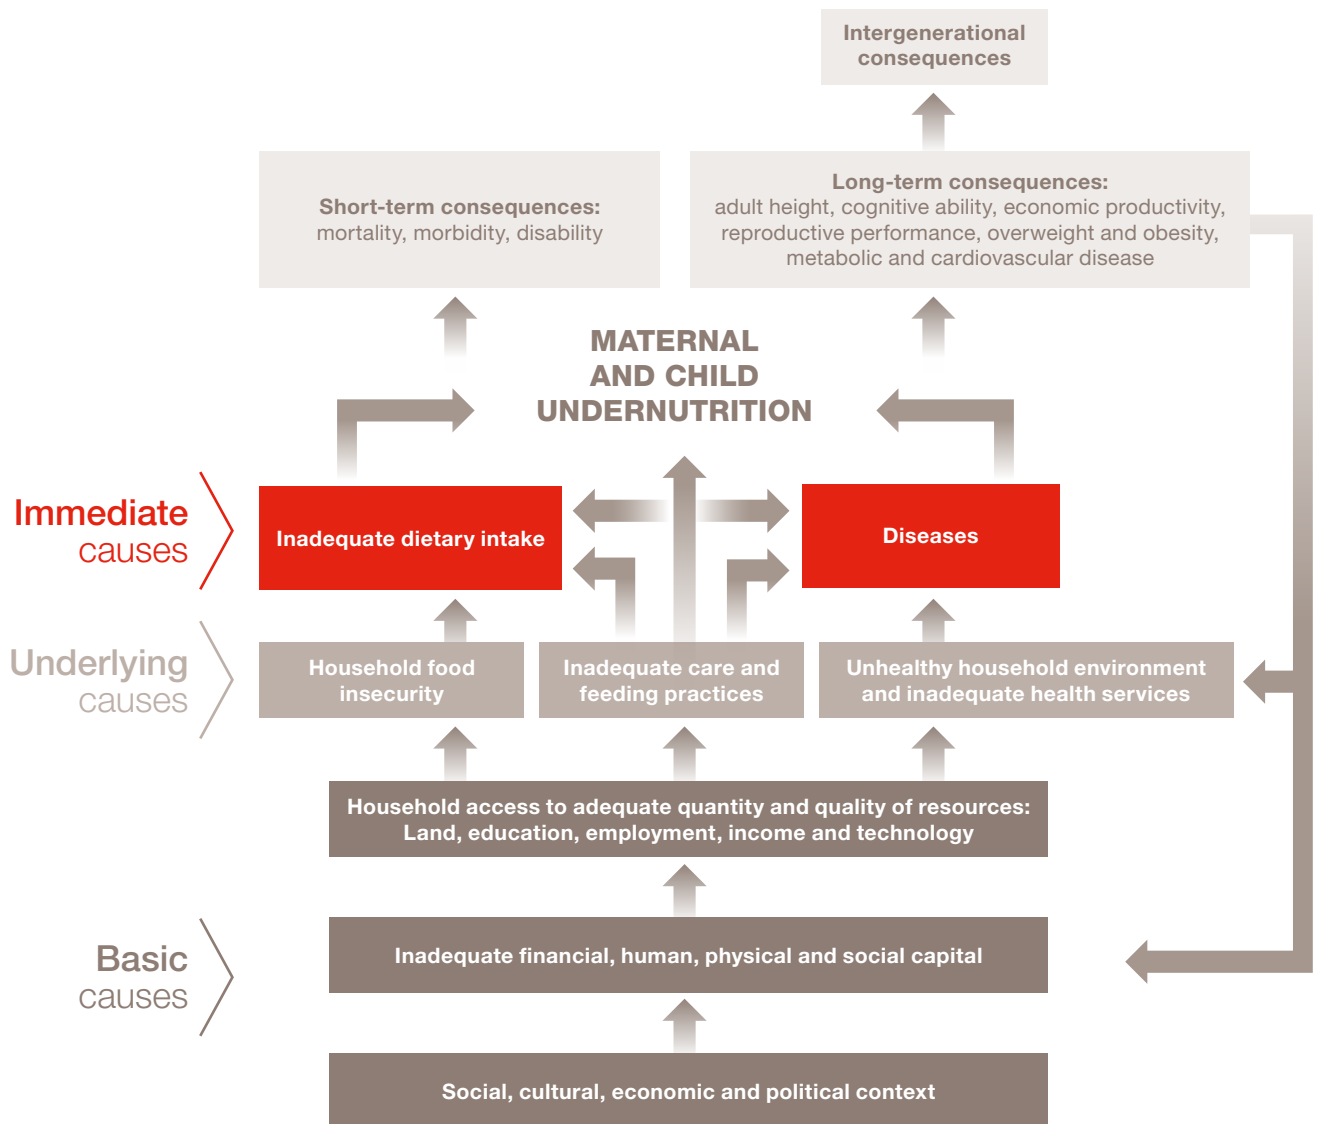 Intergenerational
consequences
Short-term consequences:
mortality, morbidity, disability
Long-term consequences:
adult height, cognitive ability, economic productivity,
reproductive performance, overweight and obesity,
metabolic and cardiovascular disease
MATERNAL
AND CHILD
UNDERNUTRITION
Immediate
causes
Inadequate dietary intake
Diseases
Underlying
causes
Household food
insecurity
Inadequate care and
feeding practices
Unhealthy household environment
and inadequate health services
Household access to adequate quantity and quality of resources:
Land, education, employment, income and technology
Basic
causes
Inadequate financial, human, physical and social capital
Social, cultural, economic and political context